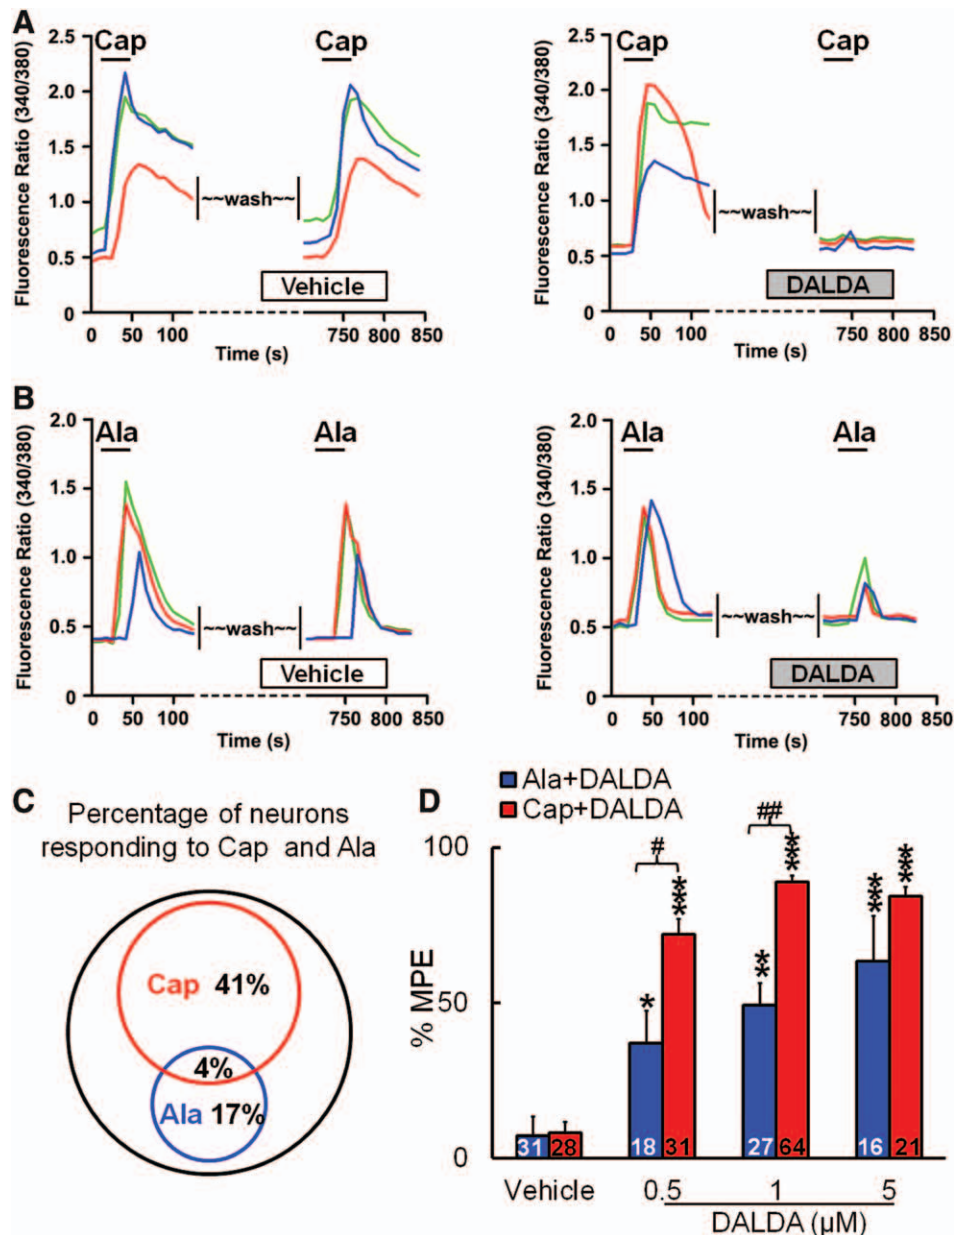 A
2.5
2.0
1.5
1.0
0.5
0
Fluorescence Ratio (340/380)
Cap
Cap
~~wash~~
Vehicle
0 50 100 750 800 850
Time (s)
2.5
2.0
1.5
1.0
0.5
0
Fluorescence Ratio (340/380)
Cap
Cap
~~wash~~
DALDA
0 50 100 750 800 850
Time (s)
B
2.0
1.5
1.0
0.5
0
Fluorescence Ratio (340/380)
Ala
Ala
~~wash~~
Vehicle
0 50 100 750 800 850
Time (s)
2.0
1.5
1.0
0.5
0
Fluorescence Ratio (340/380)
Ala
Ala
~~wash~~
DALDA
0 50 100 750 800 850
Time (s)
C
Percentage of neurons
responding to Cap and Ala
Cap 41%
4%
Ala 17%
D
Ala+DALDA
Cap+DALDA
100
50
0
% MPE
# ##
*** *** *** ***
* **
31 28 18 31 27 64 16 21
Vehicle 0.5 1 5
DALDA (µM)